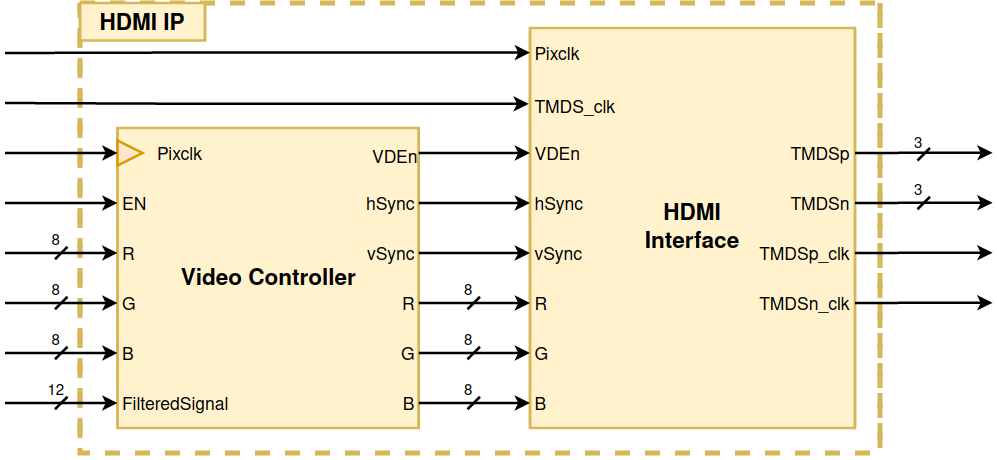 HDMI IP
Pixclk
TMDS_clk
Pixclk
VDEn
VDEn
TMDSp
3
EN
hSync
hSync
TMDSn
3
HDMI
Interface
8
R
vSync
vSync
TMDSp_clk
Video Controller
8
G
R
8
R
TMDSn_clk
8
B
G
8
G
12
FilteredSignal
B
8
B